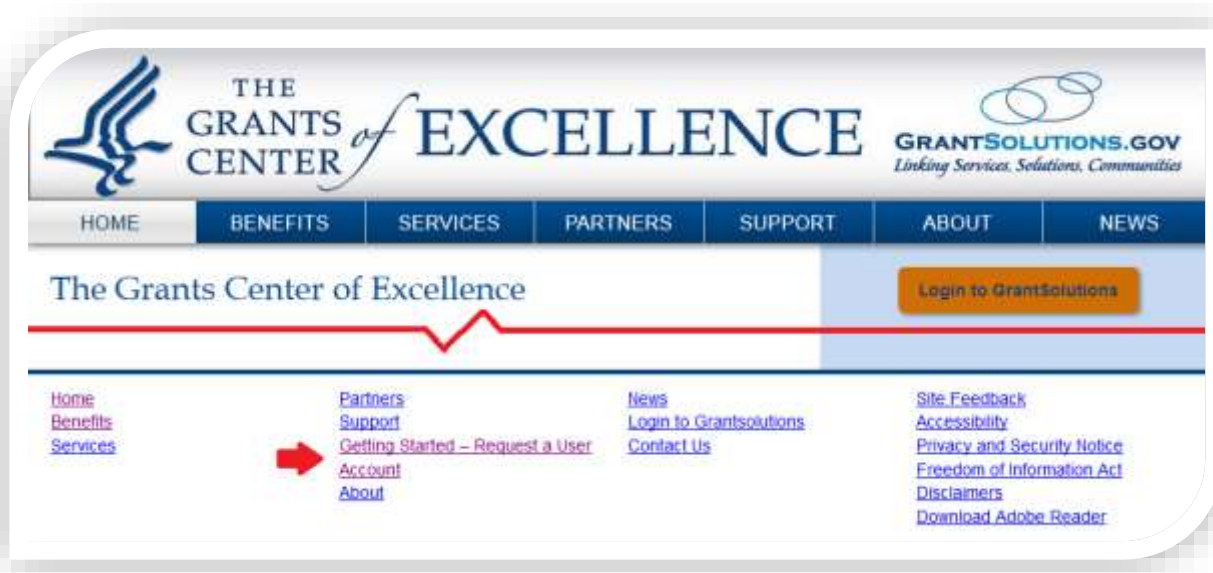 THE
GRANTS of EXCELLENCE
CENTER
GRANTSOLUTIONS.GOV
Linking Services, Solutions, Communities
HOME BENEFITS SERVICES PARTNERS SUPPORT ABOUT NEWS
The Grants Center of Excellence
Login to GrantSolutions
Home
Benefits
Services
Partners
Support
Getting Started – Request a User
Account
About
News
Login to Grantsolutions
Contact Us
Site Feedback
Accessibility
Privacy and Security Notice
Freedom of Information Act
Disclaimers
Download Adobe Reader